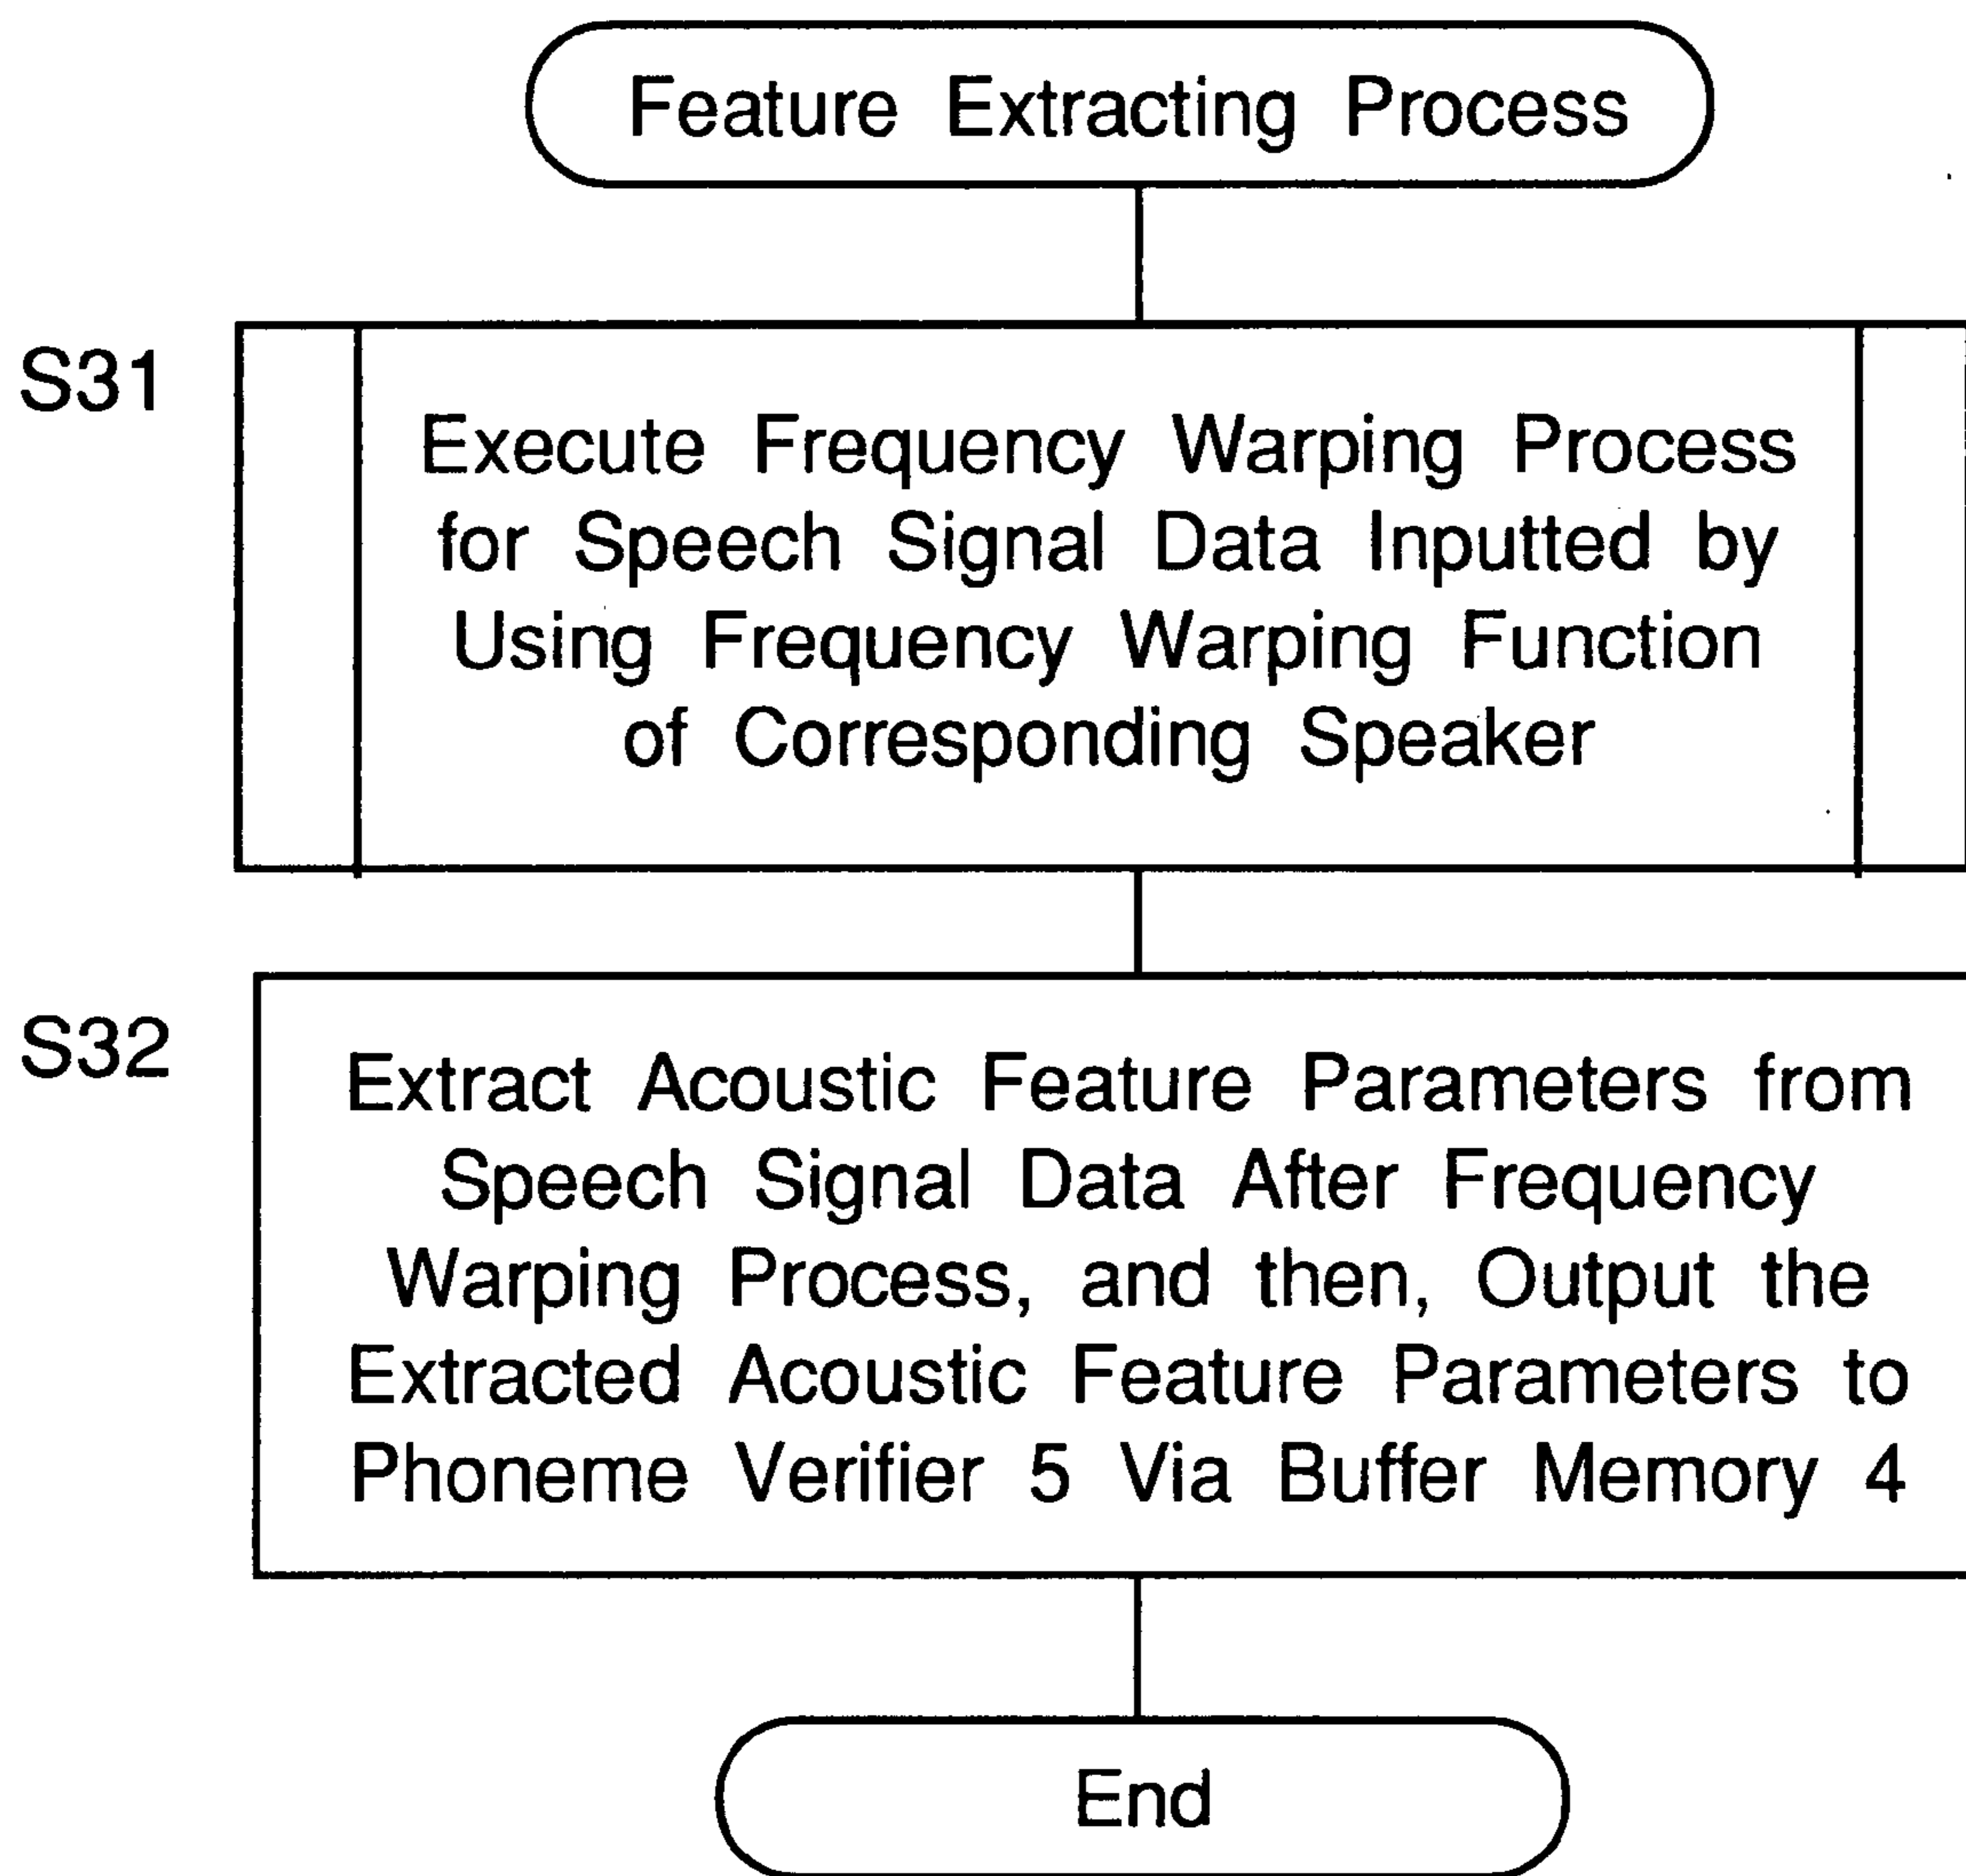 Feature Extracting Process
S31
Execute Frequency Warping Process
for Speech Signal Data Inputted by
Using Frequency Warping Function
of Corresponding Speaker
S32
Extract Acoustic Feature Parameters from
Speech Signal Data After Frequency
Warping Process, and then, Output the
Extracted Acoustic Feature Parameters to
Phoneme Verifier 5 Via Buffer Memory 4
End